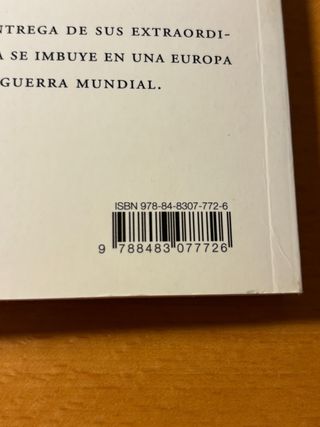 NTREGA DE SUS EXTRAORDI-
A SE IMBUYE EN UNA EUROPA
GUERRA MUNDIAL.
ISBN 978-84-8307-772-6
9 788483 077726